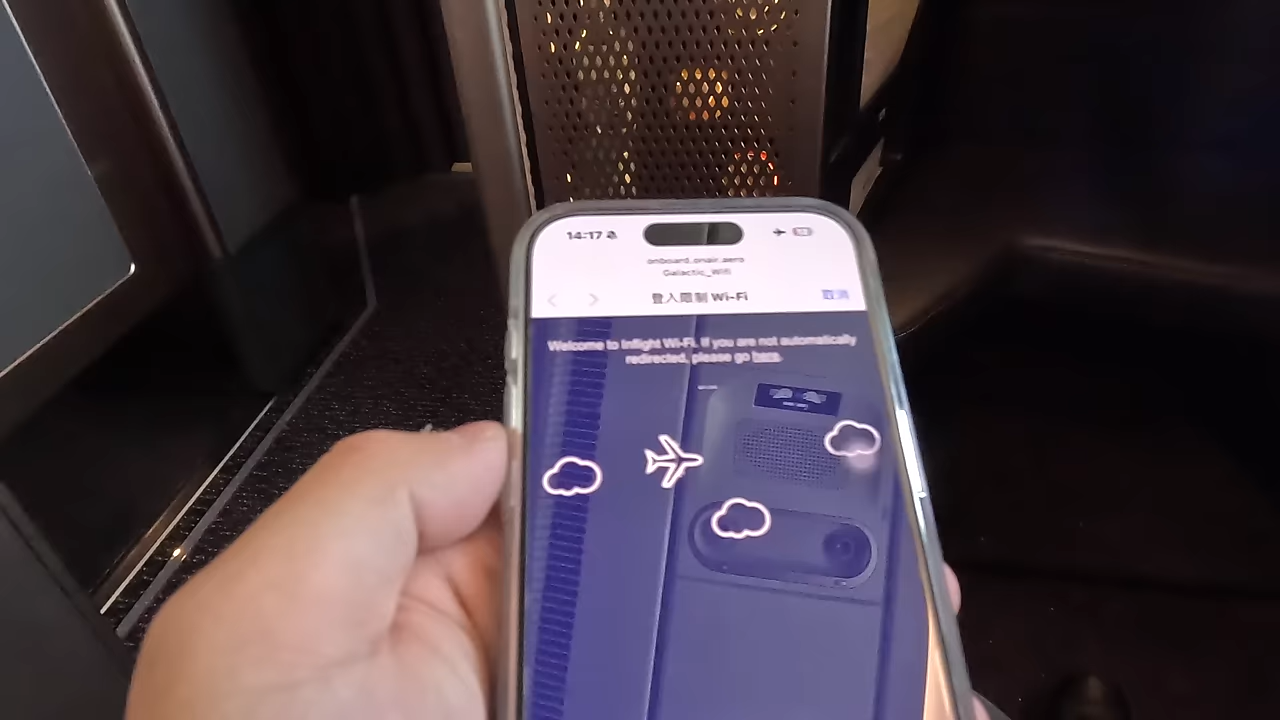 14:17
onboard.onair.aero
Galactic_Wifi
登入限制 Wi-Fi
取消
Welcome to Inflight Wi-Fi. If you are not automatically
redirected, please go here.